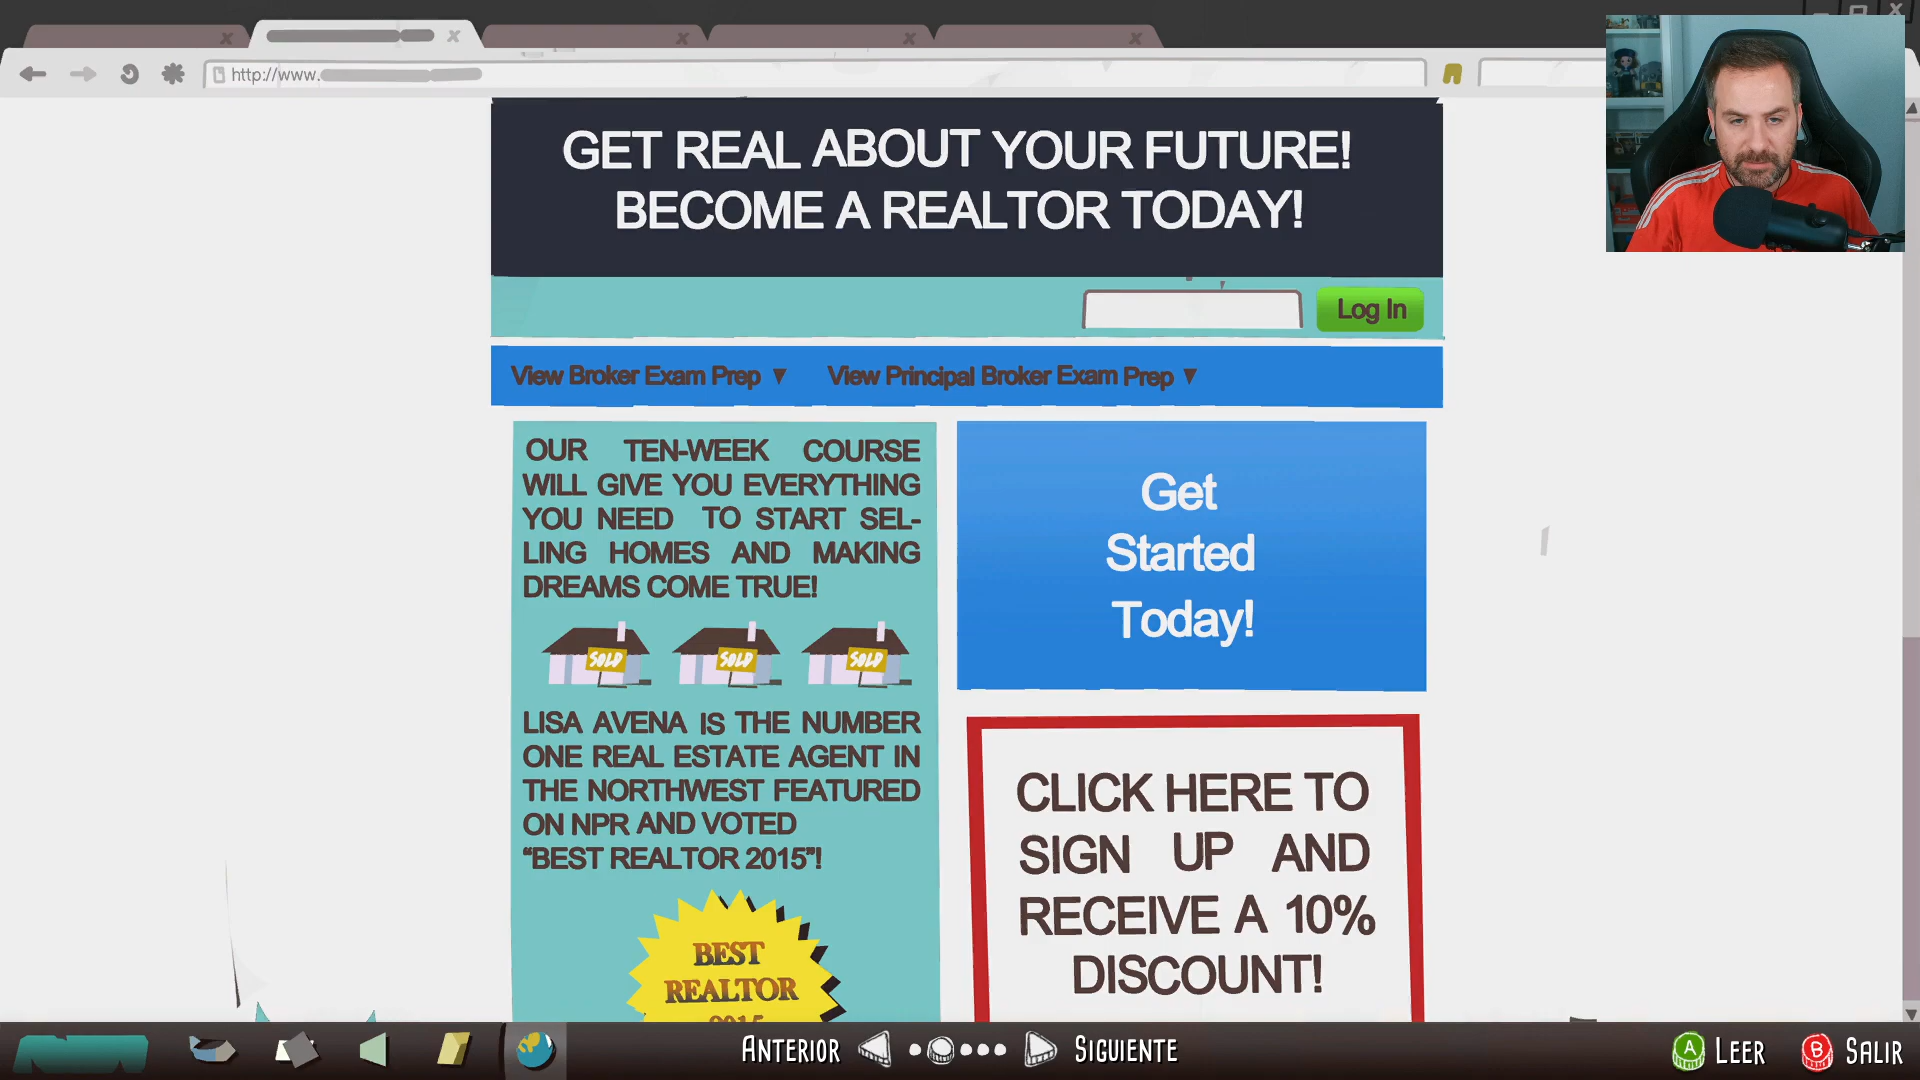 http://www.
GET REAL ABOUT YOUR FUTURE!
BECOME A REALTOR TODAY!
Log In
View Broker Exam Prep ▼ View Principal Broker Exam Prep ▼
OUR TEN-WEEK COURSE
WILL GIVE YOU EVERYTHING
YOU NEED TO START SEL-
LING HOMES AND MAKING
DREAMS COME TRUE!
SOLD SOLD SOLD
LISA AVENA IS THE NUMBER
ONE REAL ESTATE AGENT IN
THE NORTHWEST FEATURED
ON NPR AND VOTED
“BEST REALTOR 2015”!
BEST
REALTOR
2015
Get
Started
Today!
CLICK HERE TO
SIGN UP AND
RECEIVE A 10%
DISCOUNT!
ANTERIOR SIGUIENTE
A LEER B SALIR